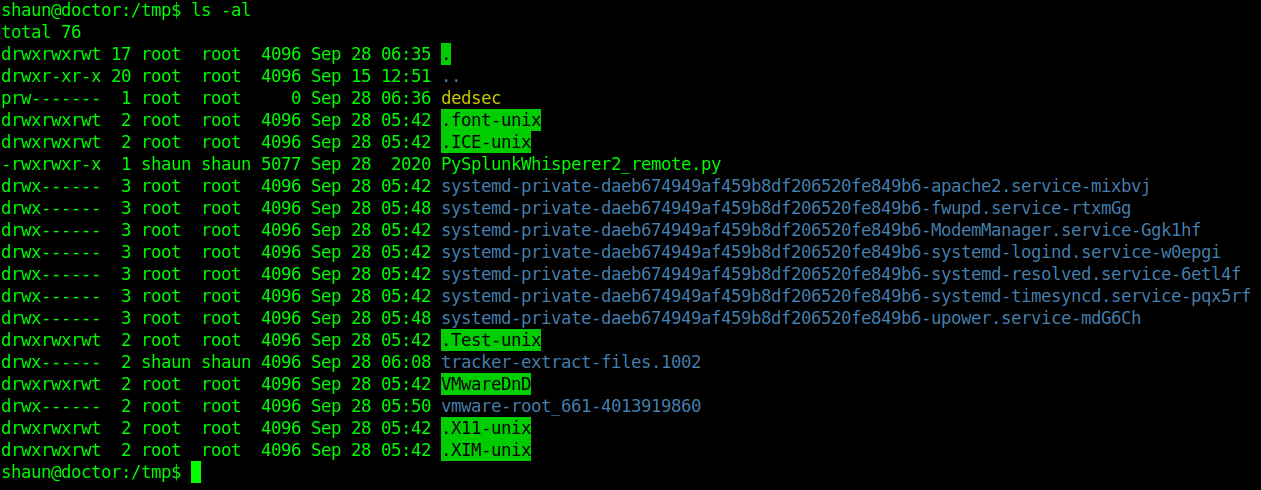 shaun@doctor:/tmp$ ls -al
total 76
drwxrwxrwt 17 root  root  4096 Sep 28 06:35 .
drwxr-xr-x 20 root  root  4096 Sep 15 12:51 ..
prw-------  1 root  root     0 Sep 28 06:36 dedsec
drwxrwxrwt  2 root  root  4096 Sep 28 05:42 .font-unix
drwxrwxrwt  2 root  root  4096 Sep 28 05:42 .ICE-unix
-rwxrwxr-x  1 shaun shaun 5077 Sep 28  2020 PySplunkWhisperer2_remote.py
drwx------  3 root  root  4096 Sep 28 05:42 systemd-private-daeb674949af459b8df206520fe849b6-apache2.service-mixbvj
drwx------  3 root  root  4096 Sep 28 05:48 systemd-private-daeb674949af459b8df206520fe849b6-fwupd.service-rtxmGg
drwx------  3 root  root  4096 Sep 28 05:42 systemd-private-daeb674949af459b8df206520fe849b6-ModemManager.service-Ggk1hf
drwx------  3 root  root  4096 Sep 28 05:42 systemd-private-daeb674949af459b8df206520fe849b6-systemd-logind.service-w0epgi
drwx------  3 root  root  4096 Sep 28 05:42 systemd-private-daeb674949af459b8df206520fe849b6-systemd-resolved.service-6etl4f
drwx------  3 root  root  4096 Sep 28 05:42 systemd-private-daeb674949af459b8df206520fe849b6-systemd-timesyncd.service-pqx5rf
drwx------  3 root  root  4096 Sep 28 05:48 systemd-private-daeb674949af459b8df206520fe849b6-upower.service-mdG6Ch
drwxrwxrwt  2 root  root  4096 Sep 28 05:42 .Test-unix
drwx------  2 shaun shaun 4096 Sep 28 06:08 tracker-extract-files.1002
drwxrwxrwt  2 root  root  4096 Sep 28 05:42 VMwareDnD
drwx------  2 root  root  4096 Sep 28 05:50 vmware-root_661-4013919860
drwxrwxrwt  2 root  root  4096 Sep 28 05:42 .X11-unix
drwxrwxrwt  2 root  root  4096 Sep 28 05:42 .XIM-unix
shaun@doctor:/tmp$